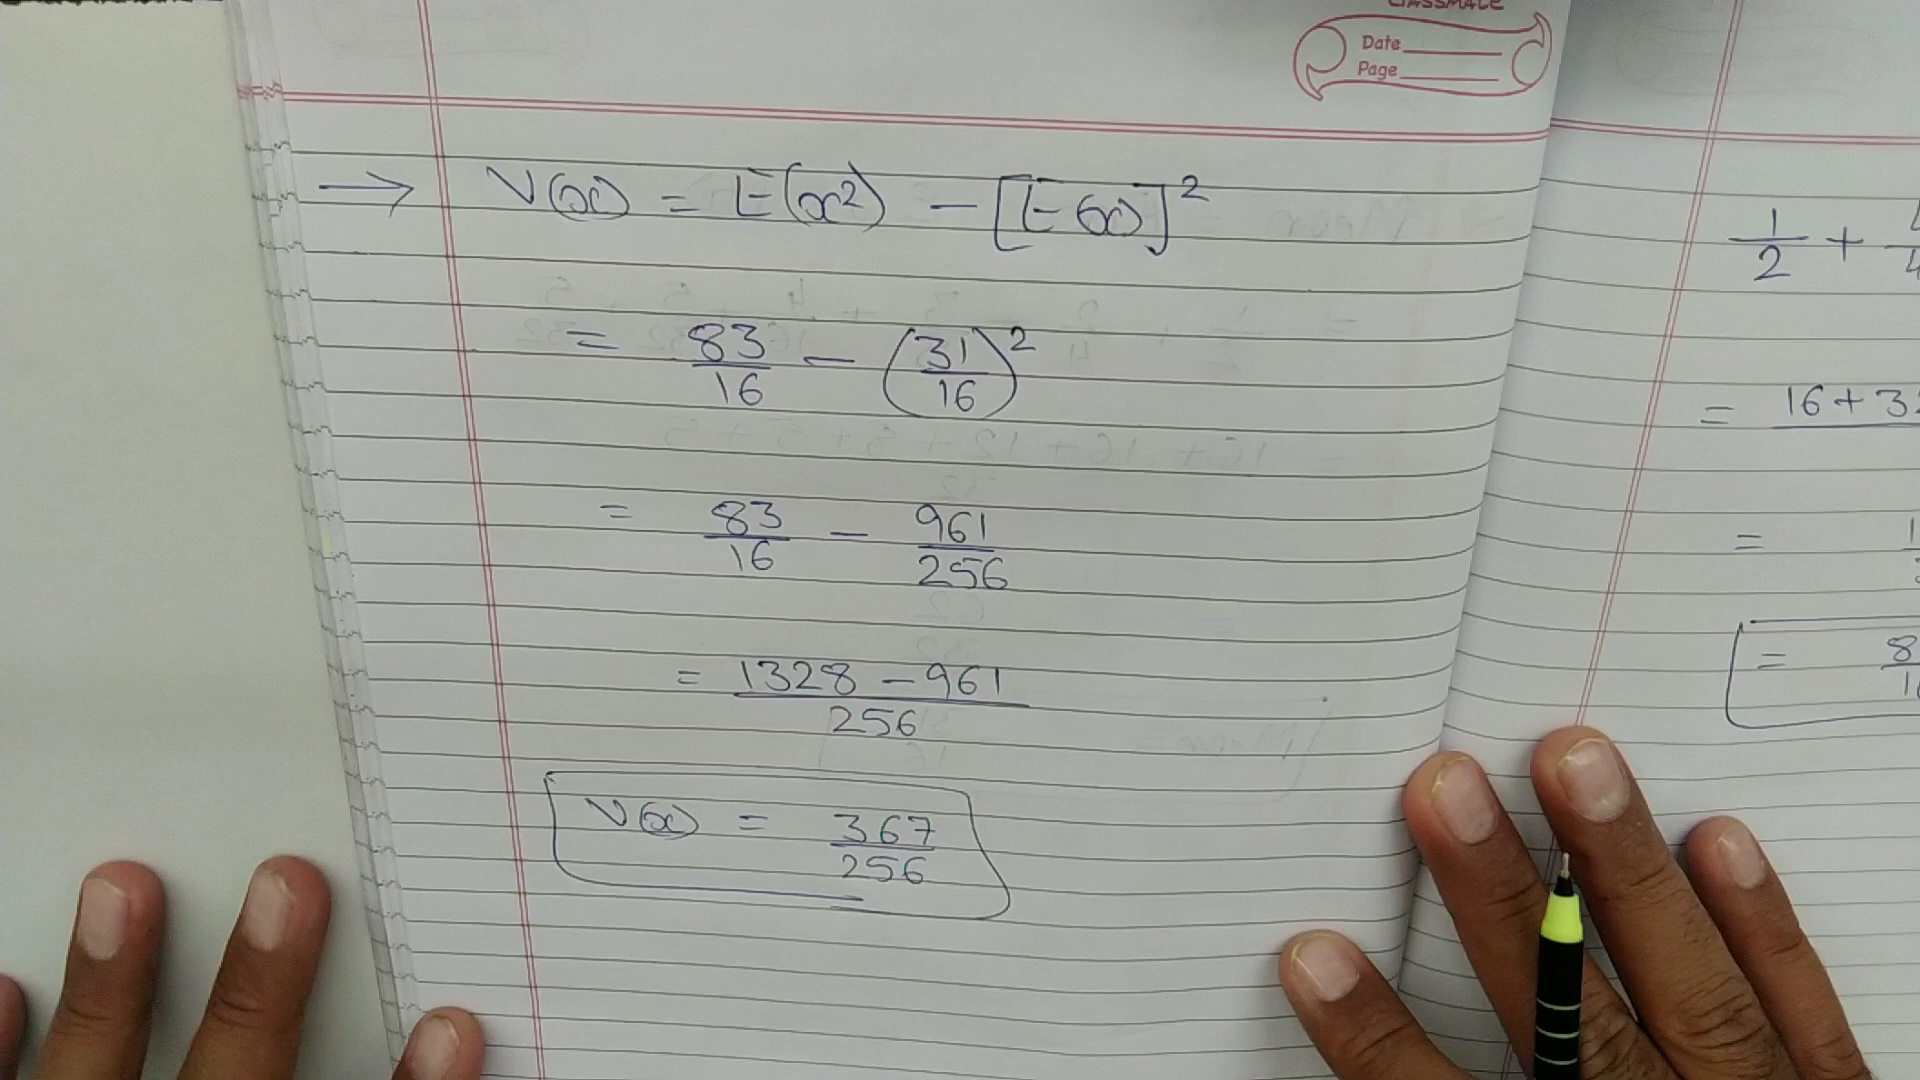 classmate
Date
Page
→ V(x) = E(x²) - [E(x)]²
= 83/16 - (31/16)²
= 83/16 - 961/256
= 1328 - 961 / 256
V(x) = 367/256
1/2 +
= 16 + 3
=
= 8